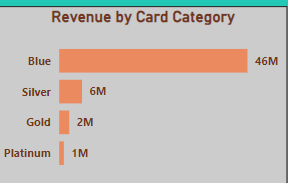 Revenue by Card Category
Blue 46M
Silver 6M
Gold 2M
Platinum 1M